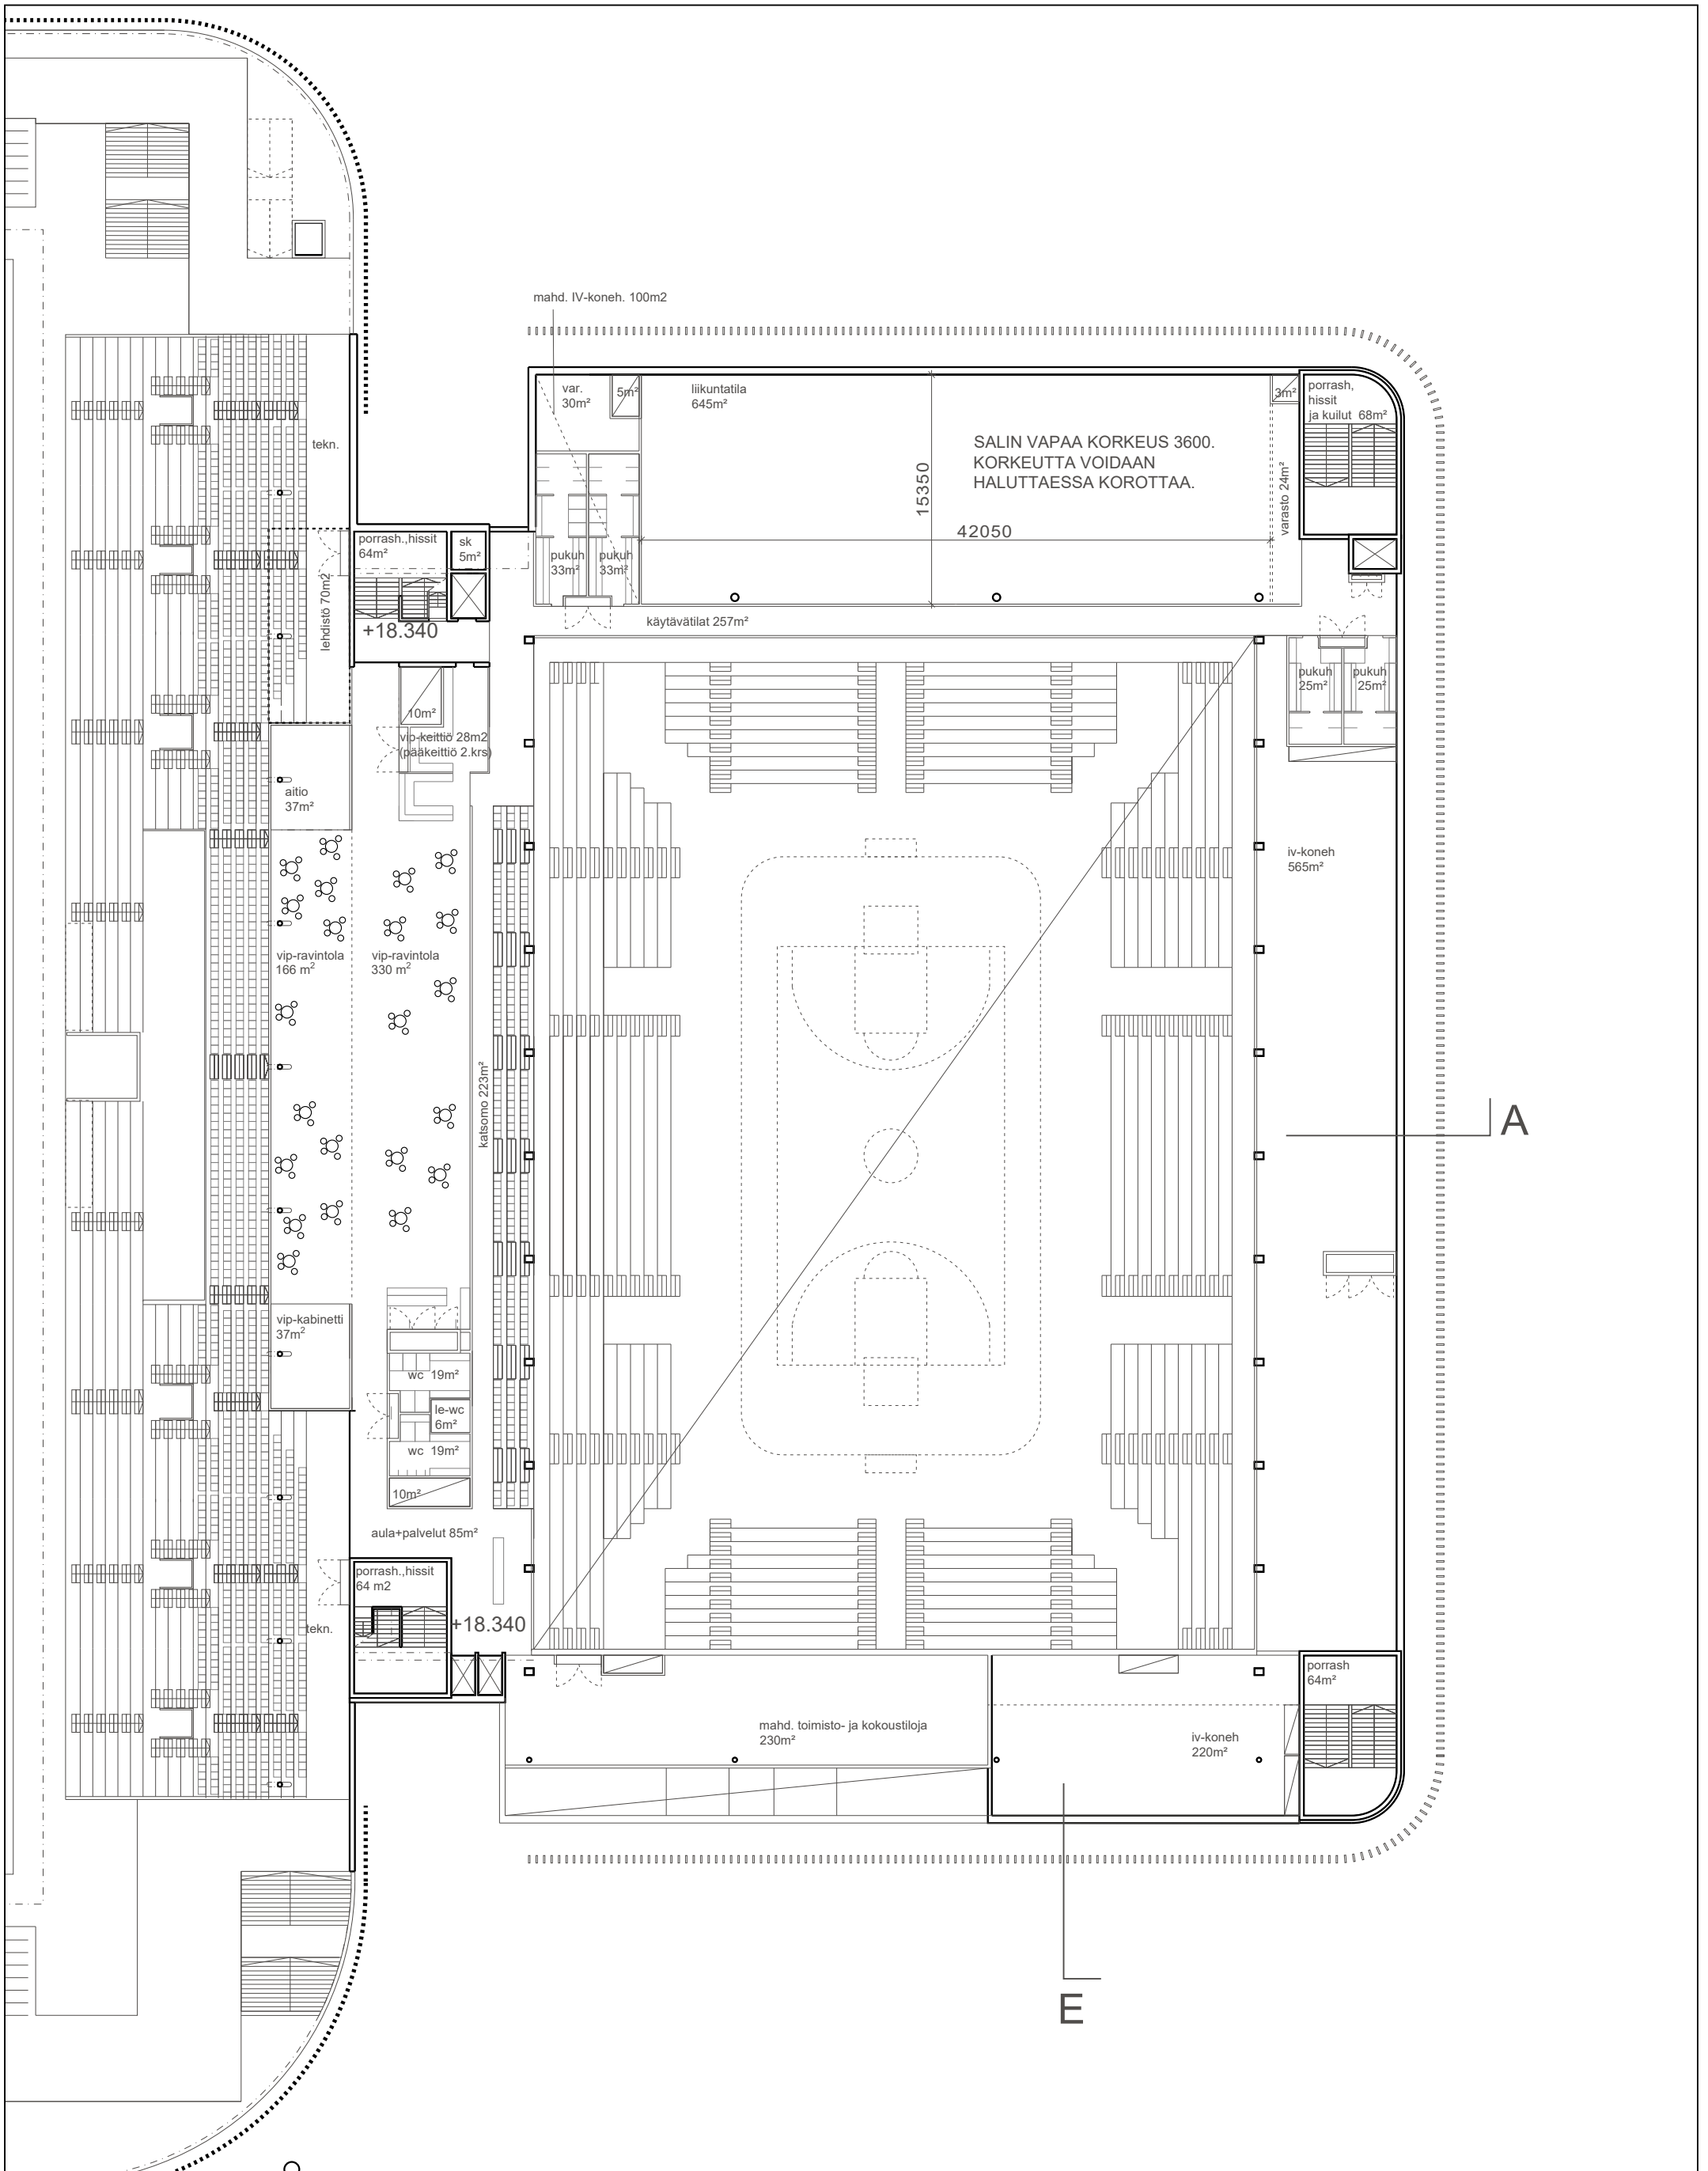 mahd. IV-koneh. 100m2
var.
30m²
5m²
liikuntatila
645m²
3m²
porrash,
hissit
ja kuilut 68m²
SALIN VAPAA KORKEUS 3600.
KORKEUTTA VOIDAAN
HALUTTAESSA KOROTTAA.
15350
42050
varasto 24m²
tekn.
porrash.,hissit
64m²
sk
5m²
pukuh
33m²
pukuh
33m²
lehdistö 70m2
+18.340
käytävätilat 257m²
pukuh
25m²
pukuh
25m²
10m²
vip-keittiö 28m2
(pääkeittiö 2.krs)
aitio
37m²
iv-koneh
565m²
vip-ravintola
166 m²
vip-ravintola
330 m²
katsomo 223m²
A
vip-kabinetti
37m²
wc 19m²
le-wc
6m²
wc 19m²
10m²
aula+palvelut 85m²
porrash.,hissit
64 m2
+18.340
tekn.
porrash
64m²
mahd. toimisto- ja kokoustiloja
230m²
iv-koneh
220m²
E